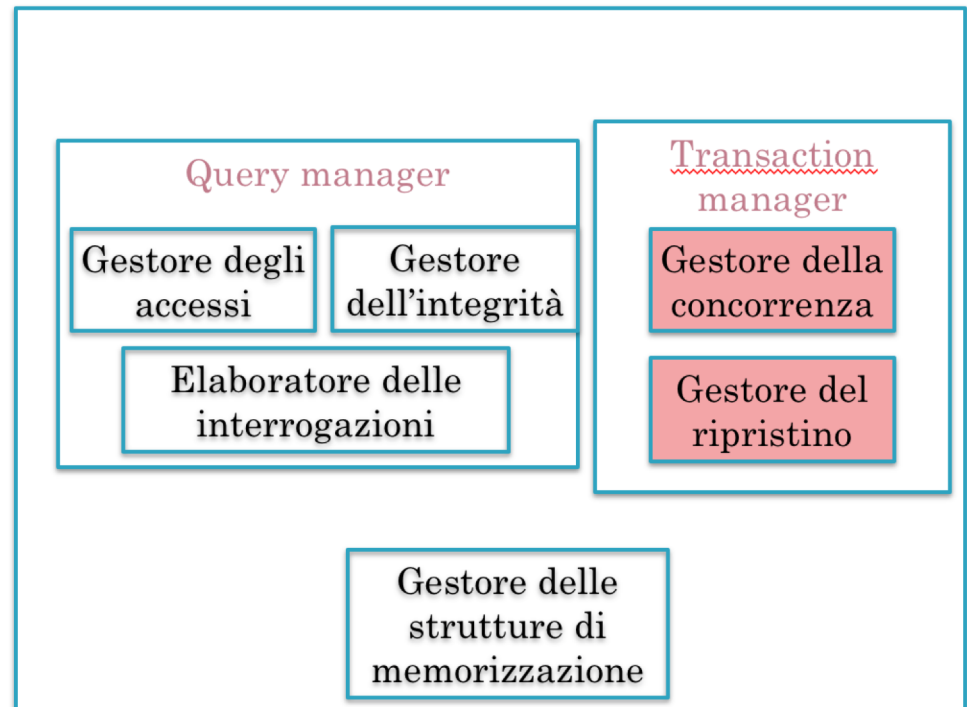 Query manager
Gestore degli
accessi
Gestore
dell'integrità
Elaboratore delle
interrogazioni
Transaction
manager
Gestore della
concorrenza
Gestore del
ripristino
Gestore delle
strutture di
memorizzazione